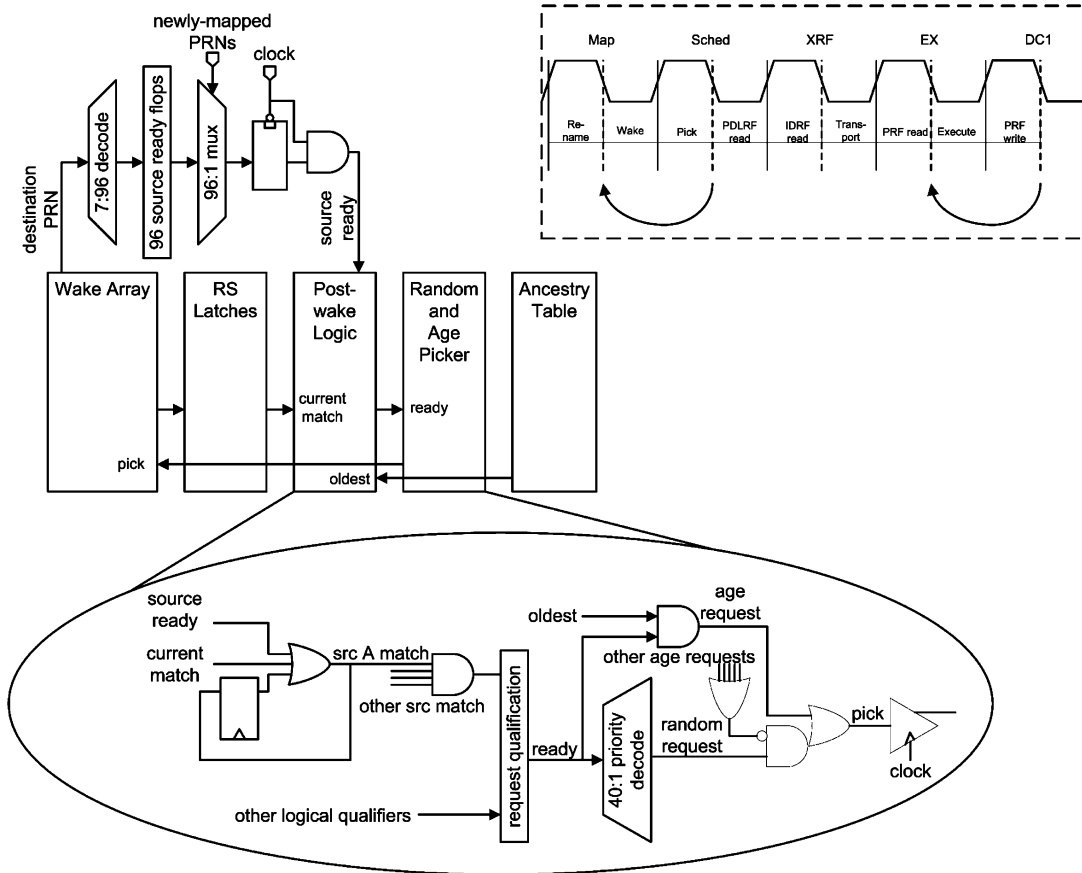 newly-mapped
PRNs
clock
7:96 decode
96 source ready flops
96:1 mux
destination
PRN
source
ready
Map
Sched
XRF
EX
DC1
Re-
name
Wake
Pick
PDLRF
read
IDRF
read
Trans-
port
PRF read
Execute
PRF
write
Wake Array
RS
Latches
Post-
wake
Logic
Random
and
Age
Picker
Ancestry
Table
current
match
ready
pick
oldest
source
ready
current
match
src A match
other src match
request qualification
other logical qualifiers
ready
oldest
age
request
other age requests
40:1 priority
decode
random
request
pick
clock